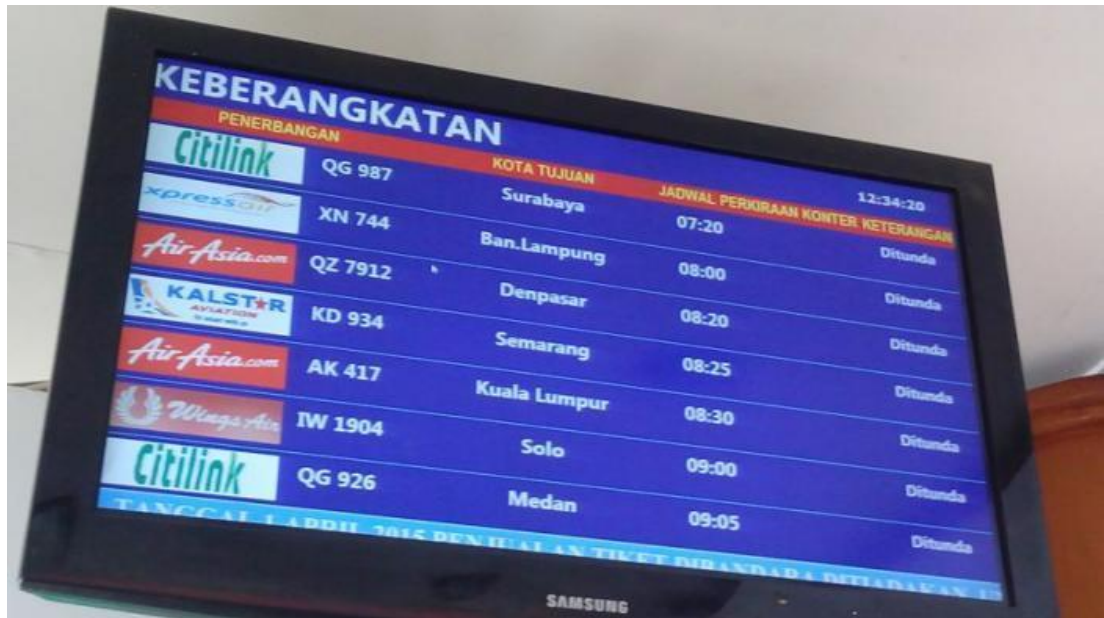 KEBERANGKATAN
12:34:20
PENERBANGAN KOTA TUJUAN JADWAL PERKIRAAN KONTER KETERANGAN
Citilink QG 987 Surabaya 07:20 Ditunda
xpressair XN 744 Ban.Lampung 08:00 Ditunda
AirAsia.com QZ 7912 Denpasar 08:20 Ditunda
KALSTAR AVIATION KD 934 Semarang 08:25 Ditunda
AirAsia.com AK 417 Kuala Lumpur 08:30 Ditunda
Wings Air IW 1904 Solo 09:00 Ditunda
Citilink QG 926 Medan 09:05 Ditunda
TANGGAL 1 APRIL 2015 PENJUALAN TIKET DIBANDARA DITIADAKAN
SAMSUNG